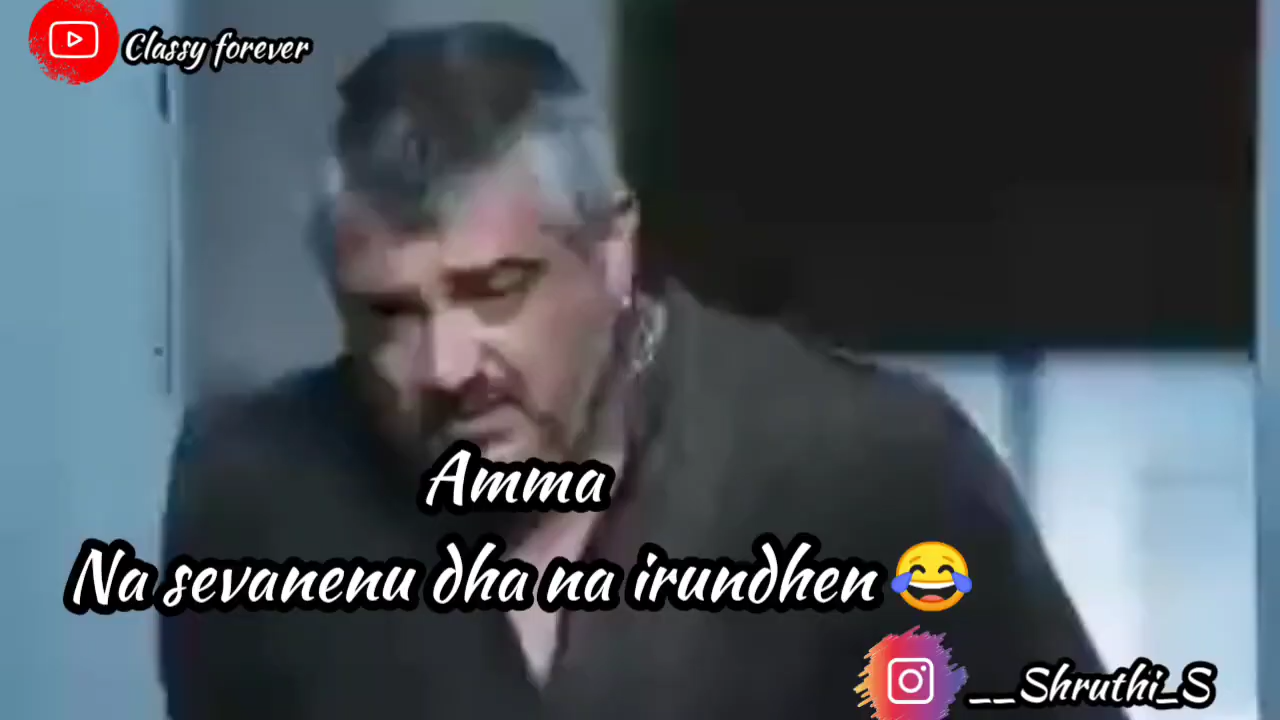 Classy forever
Amma
Na sevanenu dha na irundhen 😂
__Shruthi_S